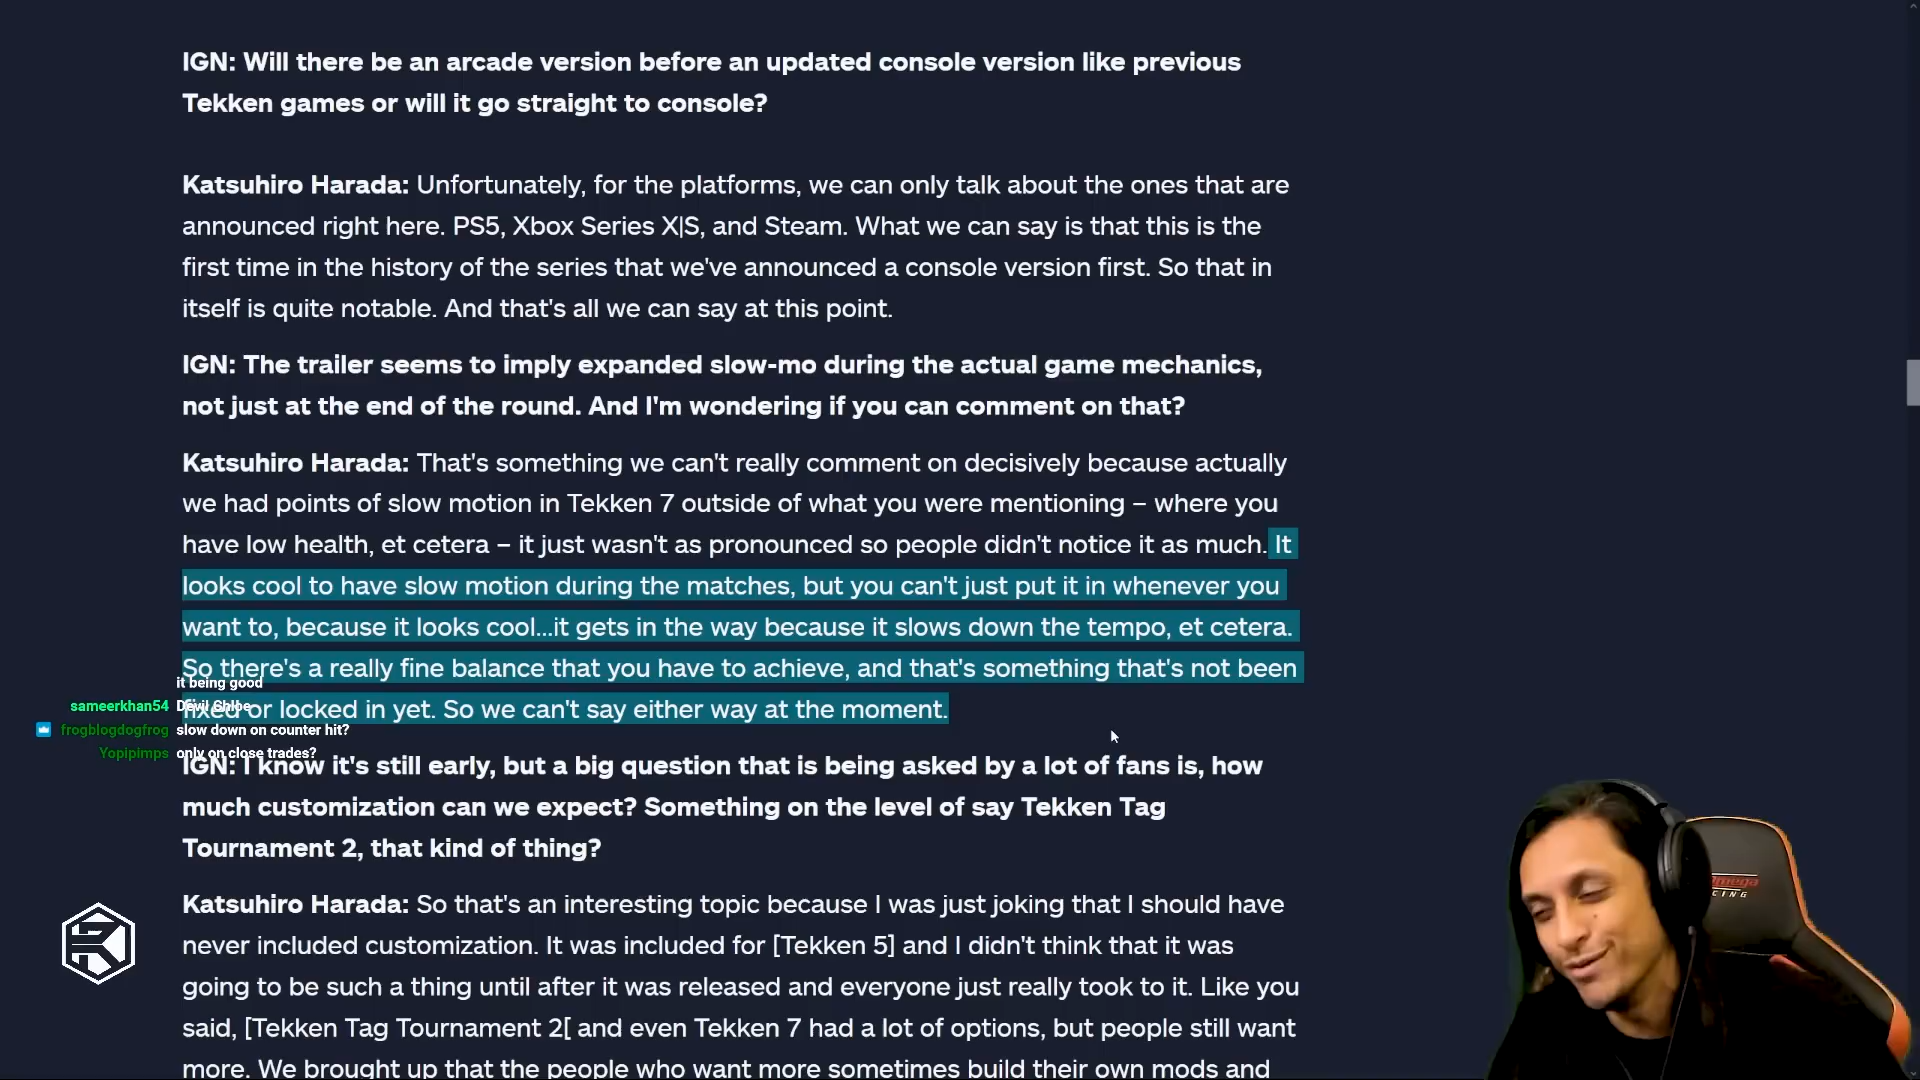 IGN: Will there be an arcade version before an updated console version like previous
Tekken games or will it go straight to console?
Katsuhiro Harada: Unfortunately, for the platforms, we can only talk about the ones that are
announced right here. PS5, Xbox Series X|S, and Steam. What we can say is that this is the
first time in the history of the series that we've announced a console version first. So that in
itself is quite notable. And that's all we can say at this point.
IGN: The trailer seems to imply expanded slow-mo during the actual game mechanics,
not just at the end of the round. And I'm wondering if you can comment on that?
Katsuhiro Harada: That's something we can't really comment on decisively because actually
we had points of slow motion in Tekken 7 outside of what you were mentioning – where you
have low health, et cetera – it just wasn't as pronounced so people didn't notice it as much. It
looks cool to have slow motion during the matches, but you can't just put it in whenever you
want to, because it looks cool...it gets in the way because it slows down the tempo, et cetera.
So there's a really fine balance that you have to achieve, and that's something that's not been
fixed or locked in yet. So we can't say either way at the moment.
it being good
sameerkhan54 Devil Chloe
frogblogdogfrog slow down on counter hit?
Yopipimps only on close trades?
IGN: I know it's still early, but a big question that is being asked by a lot of fans is, how
much customization can we expect? Something on the level of say Tekken Tag
Tournament 2, that kind of thing?
Katsuhiro Harada: So that's an interesting topic because I was just joking that I should have
never included customization. It was included for [Tekken 5] and I didn't think that it was
going to be such a thing until after it was released and everyone just really took to it. Like you
said, [Tekken Tag Tournament 2[ and even Tekken 7 had a lot of options, but people still want
more. We brought up that the people who want more sometimes build their own mods and